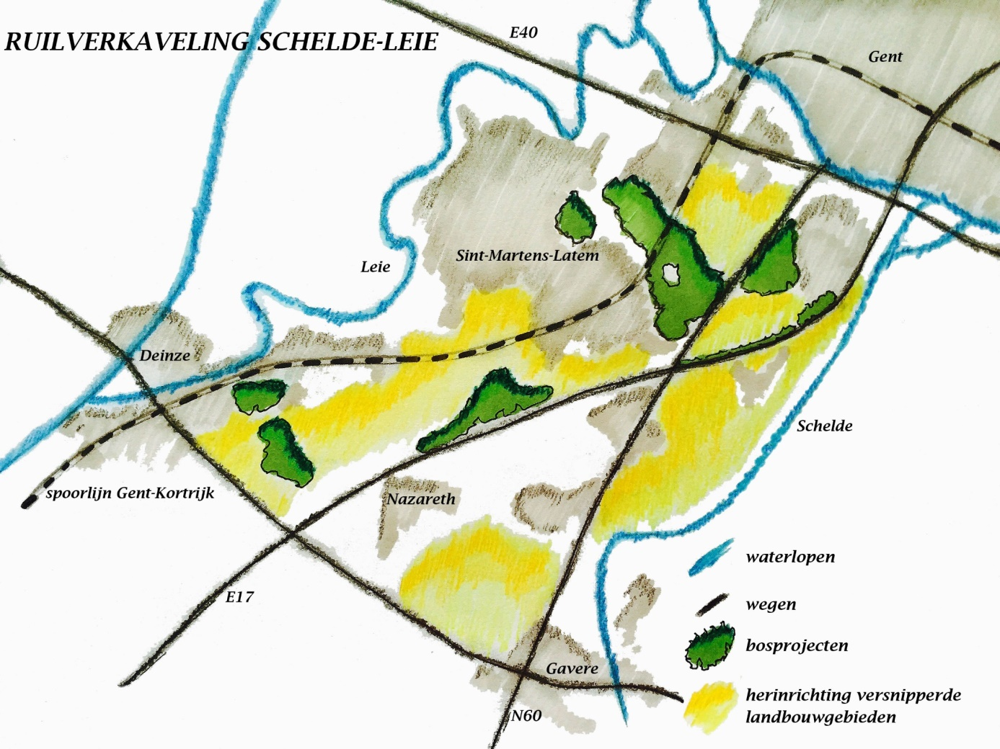 RUILVERKAVELING SCHELDE-LEIE
E40
Gent
Leie
Sint-Martens-Latem
Deinze
Schelde
spoorlijn Gent-Kortrijk
Nazareth
E17
Gavere
N60
waterlopen
wegen
bosprojecten
herinrichting versnipperde
landbouwgebieden